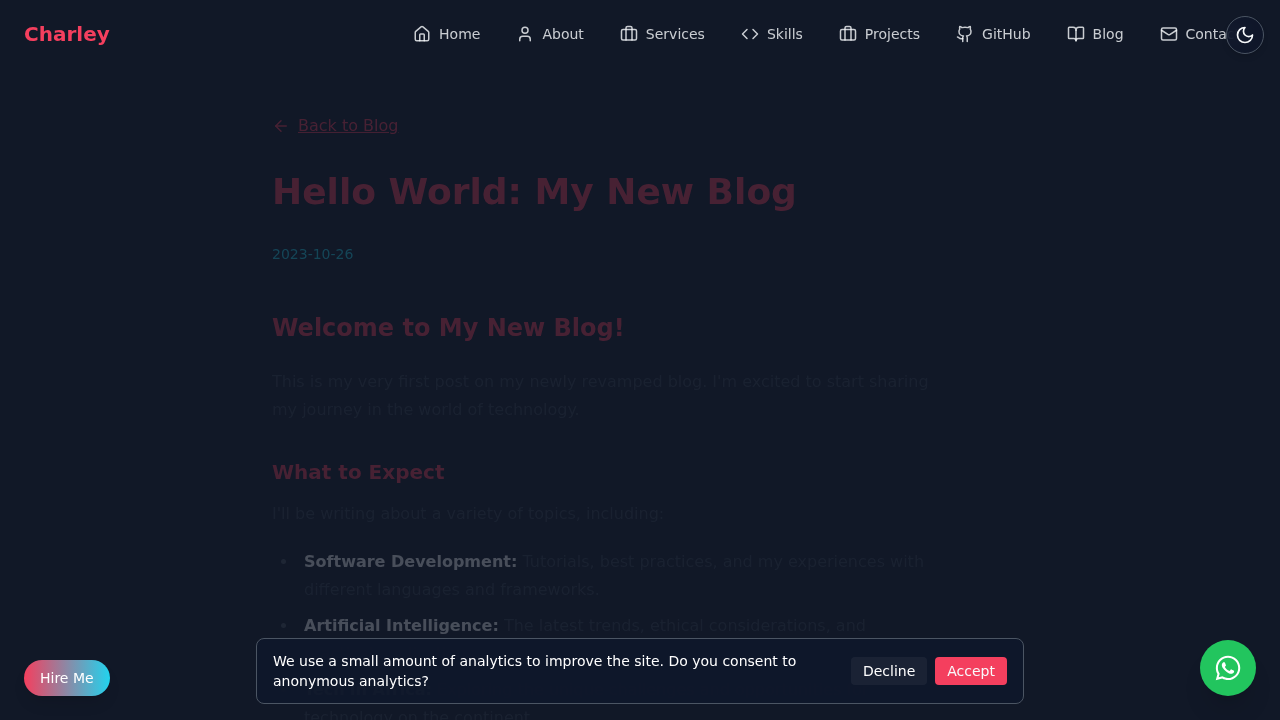 Charley
Home
About
Services
Skills
Projects
GitHub
Blog
Conta
Back to Blog
Hello World: My New Blog
2023-10-26
Welcome to My New Blog!
This is my very first post on my newly revamped blog. I'm excited to start sharing
my journey in the world of technology.
What to Expect
I'll be writing about a variety of topics, including:
• Software Development: Tutorials, best practices, and my experiences with
different languages and frameworks.
• Artificial Intelligence: The latest trends, ethical considerations, and
We use a small amount of analytics to improve the site. Do you consent to
anonymous analytics?
Decline
Accept
Hire Me
technology on the continent.